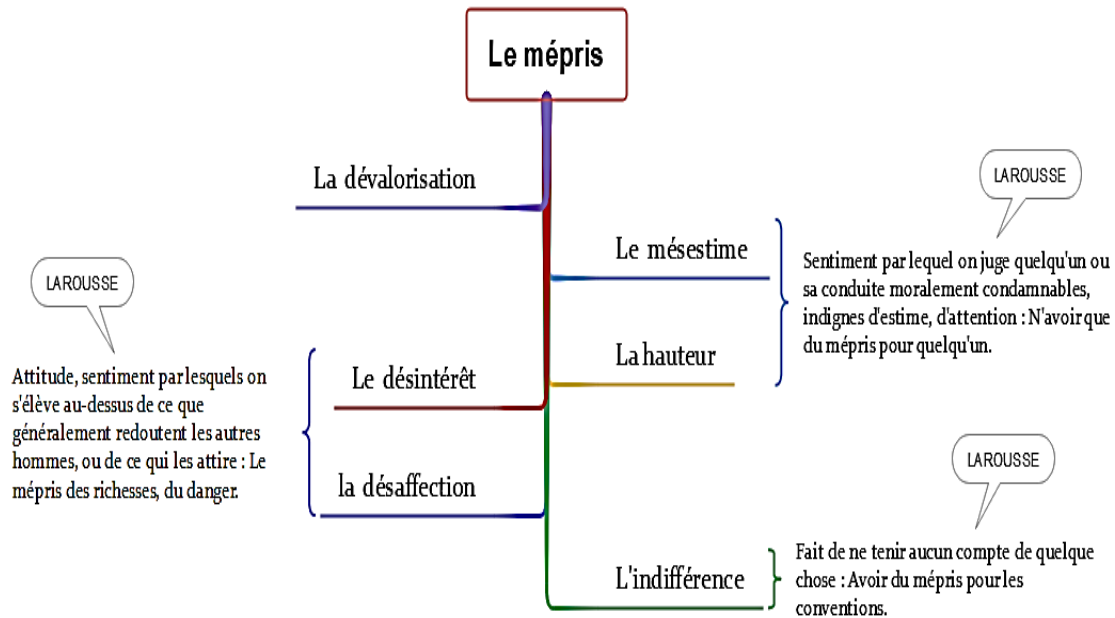 Le mépris
La dévalorisation
LAROUSSE
Le mésestime
Sentiment par lequel on juge quelqu'un ou
sa conduite moralement condamnables,
indignes d'estime, d'attention : N'avoir que
du mépris pour quelqu'un.
La hauteur
LAROUSSE
Attitude, sentiment par lesquels on
s'élève au-dessus de ce que
généralement redoutent les autres
hommes, ou de ce qui les attire : Le
mépris des richesses, du danger.
Le désintérêt
la désaffection
LAROUSSE
L'indifférence
Fait de ne tenir aucun compte de quelque
chose : Avoir du mépris pour les
conventions.